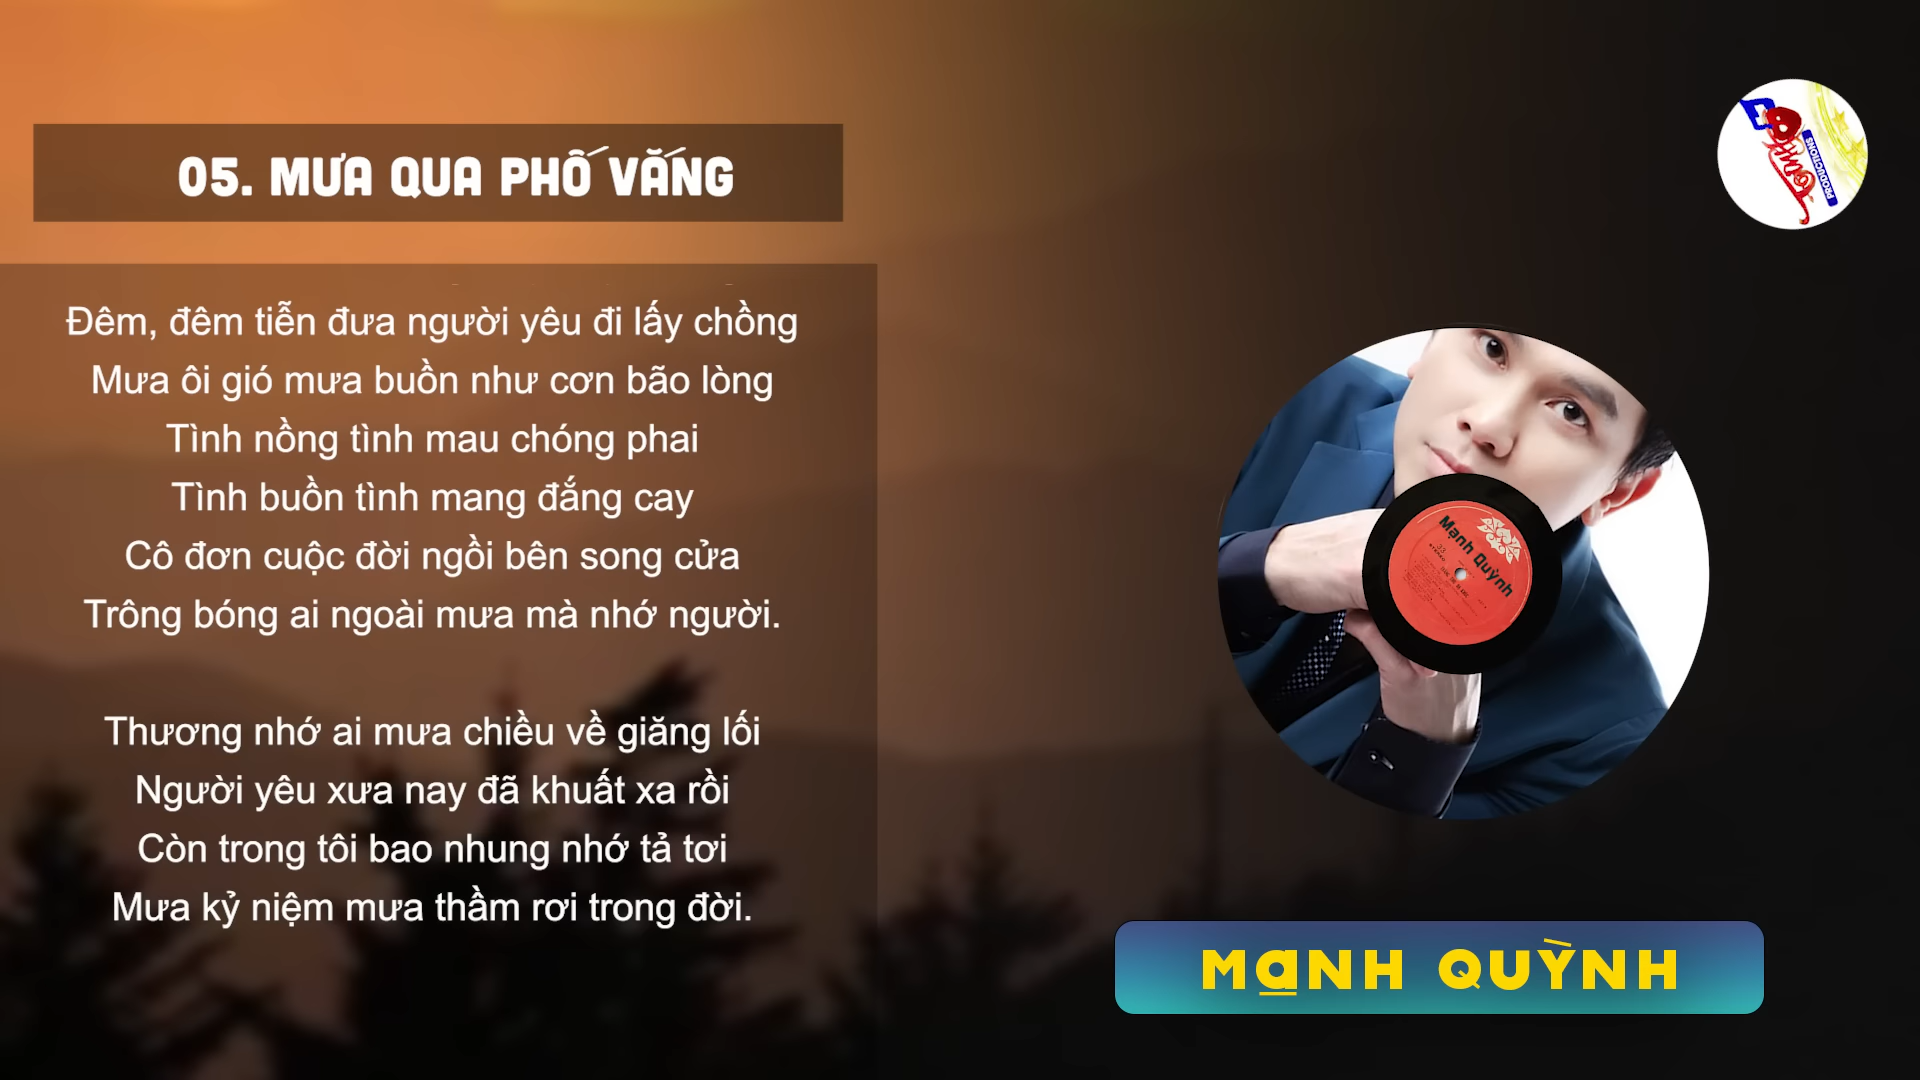 05. MƯA QUA PHỐ VẮNG
Đêm, đêm tiễn đưa người yêu đi lấy chồng
Mưa ôi gió mưa buồn như cơn bão lòng
Tình nồng tình mau chóng phai
Tình buồn tình mang đắng cay
Cô đơn cuộc đời ngồi bên song cửa
Trông bóng ai ngoài mưa mà nhớ người.
Thương nhớ ai mưa chiều về giăng lối
Người yêu xưa nay đã khuất xa rồi
Còn trong tôi bao nhung nhớ tả tơi
Mưa kỷ niệm mưa thầm rơi trong đời.
PRODUCTIONS
Mạnh Quỳnh
33
STEREO
MẠNH QUỲNH